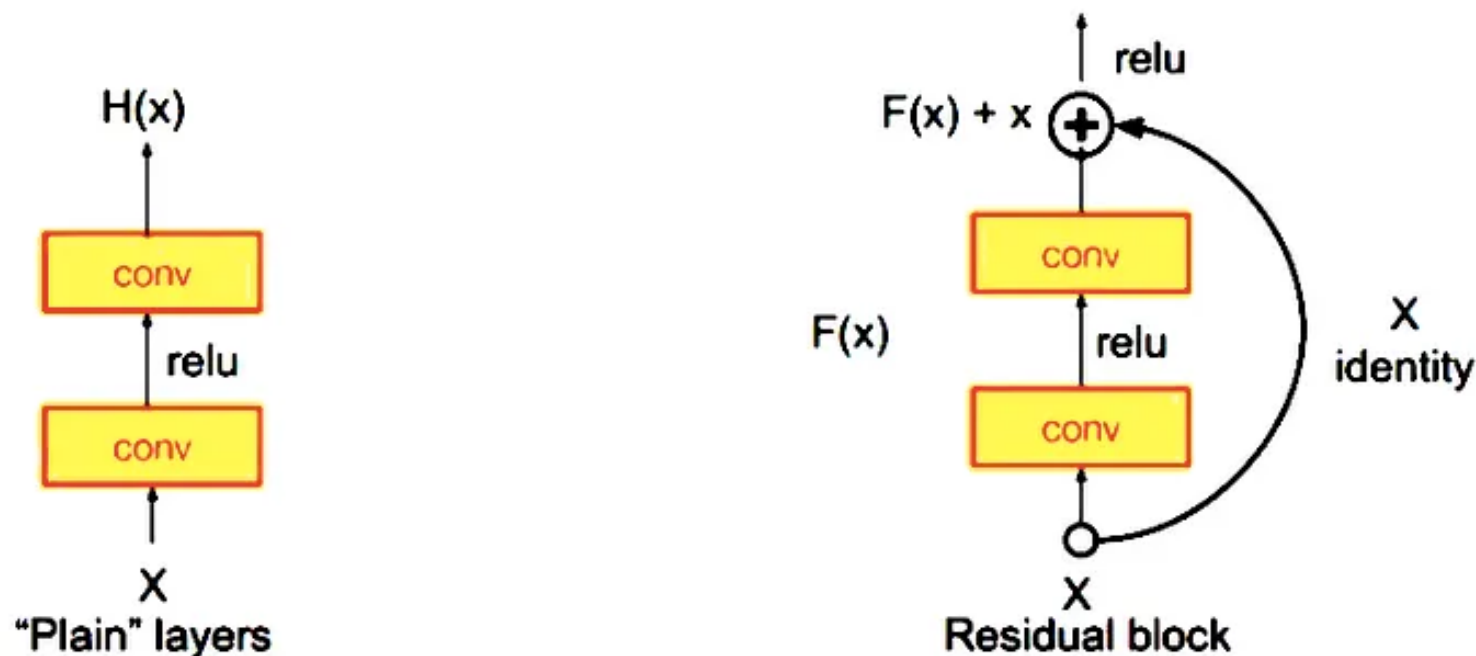 H(x)
conv
relu
conv
X
"Plain" layers
relu
F(x) + x
conv
F(x)
relu
X
identity
conv
X
Residual block